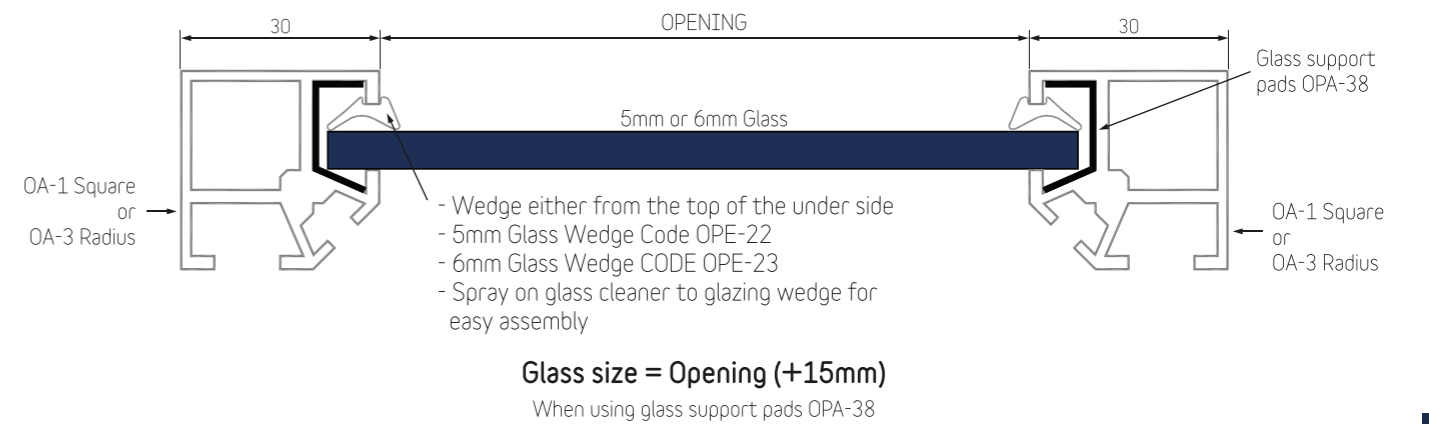 30
OPENING
30
Glass support
pads OPA-38
5mm or 6mm Glass
OA-1 Square
or
OA-3 Radius
- Wedge either from the top of the under side
- 5mm Glass Wedge Code OPE-22
- 6mm Glass Wedge CODE OPE-23
- Spray on glass cleaner to glazing wedge for
easy assembly
OA-1 Square
or
OA-3 Radius
Glass size = Opening (+15mm)
When using glass support pads OPA-38